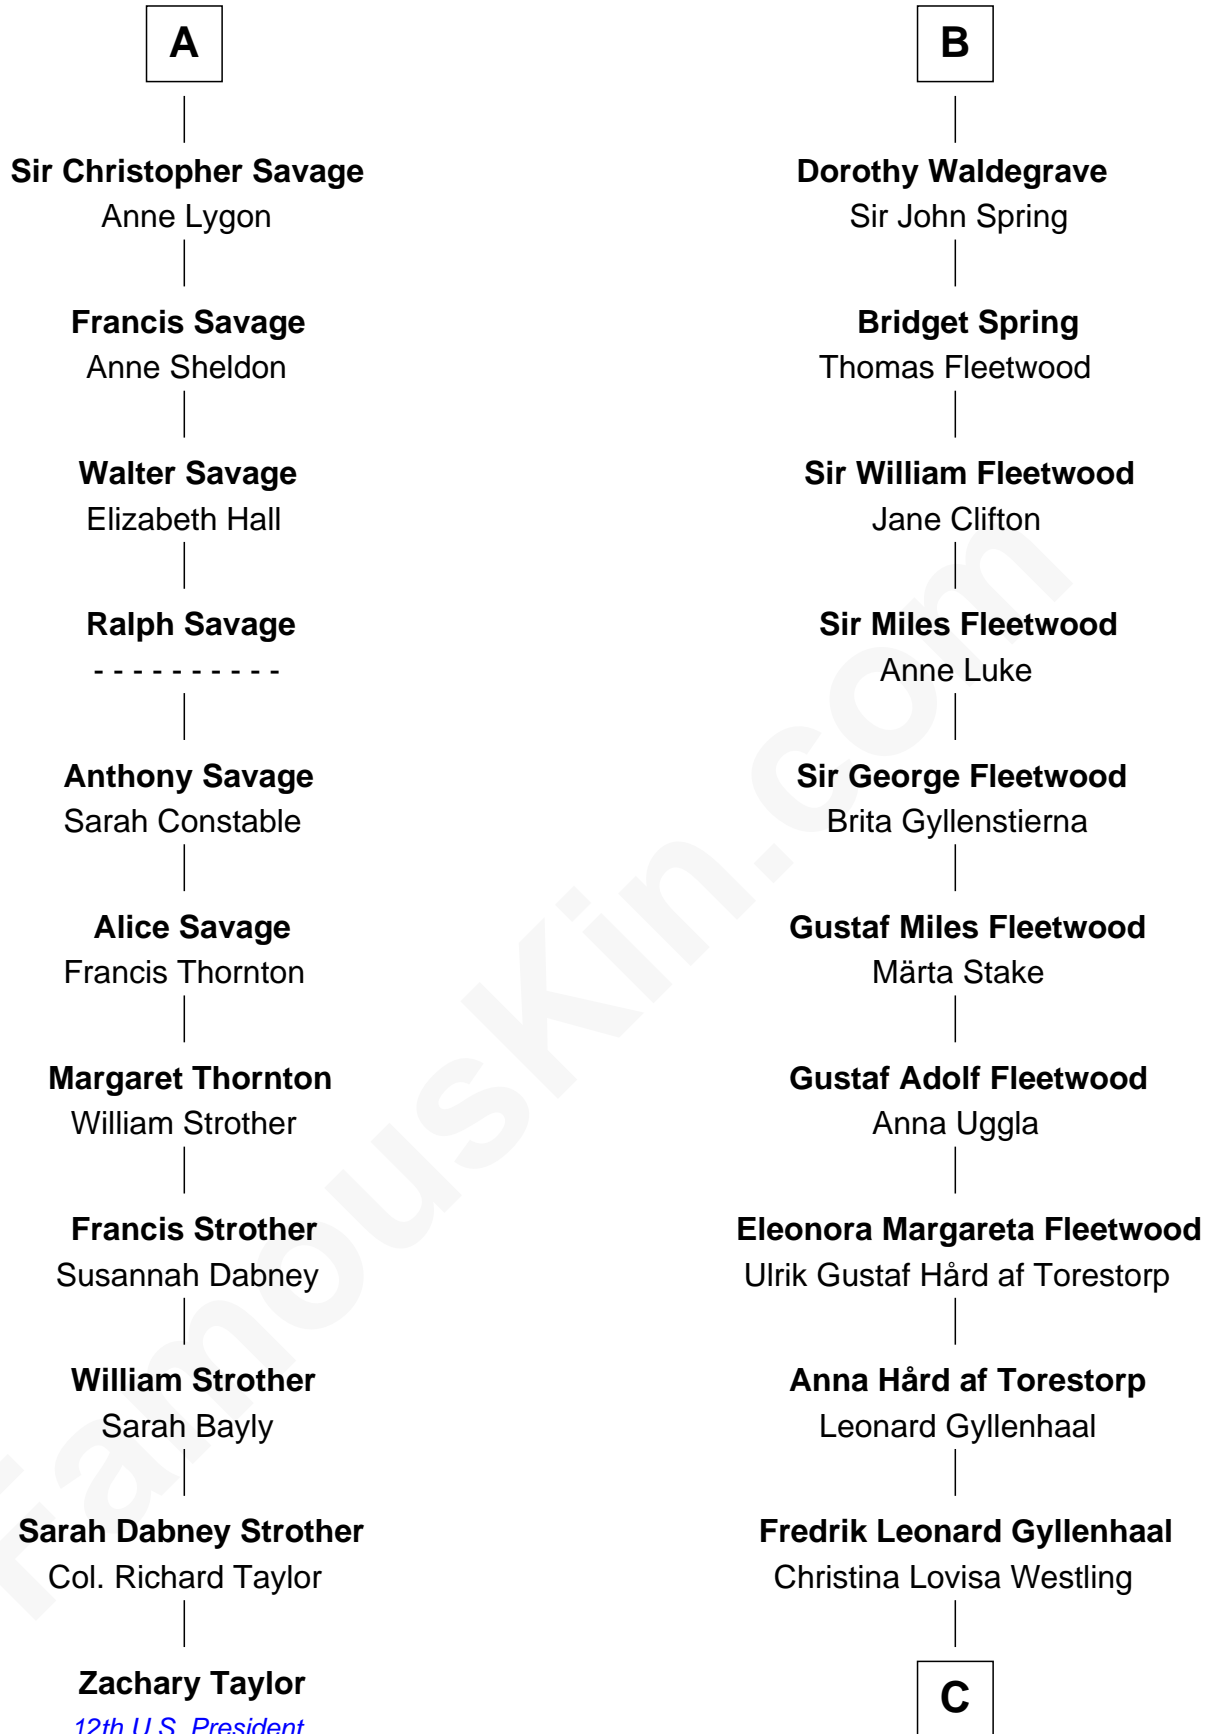 A
Sir Christopher Savage
Anne Lygon
Francis Savage
Anne Sheldon
Walter Savage
Elizabeth Hall
Ralph Savage
- - - - - - - - - -
Anthony Savage
Sarah Constable
Alice Savage
Francis Thornton
Margaret Thornton
William Strother
Francis Strother
Susannah Dabney
William Strother
Sarah Bayly
Sarah Dabney Strother
Col. Richard Taylor
Zachary Taylor
12th U.S. President
B
Dorothy Waldegrave
Sir John Spring
Bridget Spring
Thomas Fleetwood
Sir William Fleetwood
Jane Clifton
Sir Miles Fleetwood
Anne Luke
Sir George Fleetwood
Brita Gyllenstierna
Gustaf Miles Fleetwood
Märta Stake
Gustaf Adolf Fleetwood
Anna Uggla
Eleonora Margareta Fleetwood
Ulrik Gustaf Hård af Torestorp
Anna Hård af Torestorp
Leonard Gyllenhaal
Fredrik Leonard Gyllenhaal
Christina Lovisa Westling
C
FamousKin.com